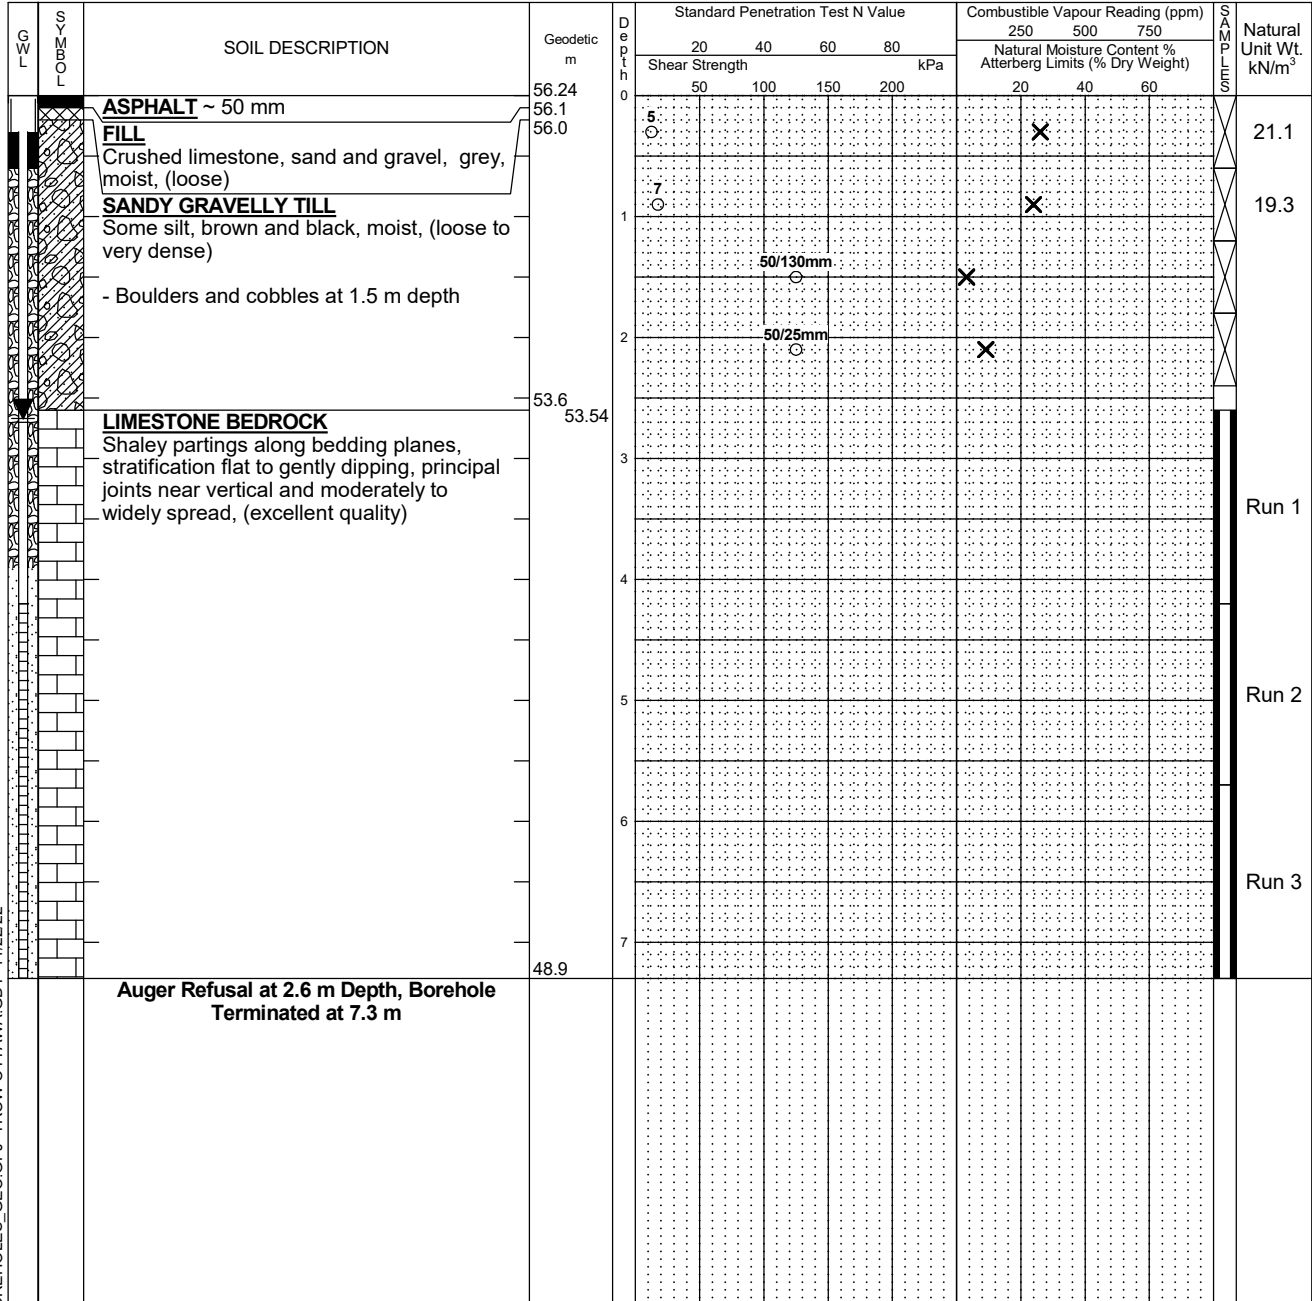 GWL
SYMBOL
SOIL DESCRIPTION
Geodetic
m
Depth
Standard Penetration Test N Value
20 40 60 80
Shear Strength kPa
50 100 150 200
Combustible Vapour Reading (ppm)
250 500 750
Natural Moisture Content %
Atterberg Limits (% Dry Weight)
20 40 60
SAMPLES
Natural
Unit Wt.
kN/m³
56.24
0
ASPHALT ~ 50 mm
56.1
FILL
56.0
Crushed limestone, sand and gravel, grey,
moist, (loose)
5
21.1
SANDY GRAVELLY TILL
Some silt, brown and black, moist, (loose to
very dense)
7
19.3
1
- Boulders and cobbles at 1.5 m depth
50/130mm
50/25mm
2
53.6
53.54
LIMESTONE BEDROCK
Shaley partings along bedding planes,
stratification flat to gently dipping, principal
joints near vertical and moderately to
widely spread, (excellent quality)
3
Run 1
4
5
Run 2
6
Run 3
7
48.9
Auger Refusal at 2.6 m Depth, Borehole
Terminated at 7.3 m